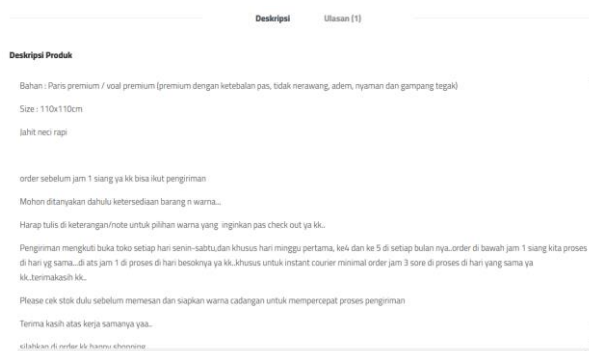 Deskripsi
Ulasan (1)
Deskripsi Produk
Bahan : Paris premium / voal premium (premium dengan ketebalan pas, tidak nerawang, adem, nyaman dan gampang tegak)
Size : 110x110cm
Jahit neci rapi
order sebelum jam 1 siang ya kk bisa ikut pengiriman
Mohon ditanyakan dahulu ketersediaan barang n warna...
Harap tulis di keterangan/note untuk pilihan warna yang inginkan pas check out ya kk..
Pengiriman mengkuti buka toko setiap hari senin-sabtu,dan khusus hari minggu pertama, ke4 dan ke 5 di setiap bulan nya..order di bawah jam 1 siang kita proses
di hari yg sama...di ats jam 1 di proses di hari besoknya ya kk..khusus untuk instant courier minimal order jam 3 sore di proses di hari yang sama ya
kk..terimakasih kk..
Please cek stok dulu sebelum memesan dan siapkan warna cadangan untuk mempercepat proses pengiriman
Terima kasih atas kerja samanya yaa..
silahkan di order kk happy shopping